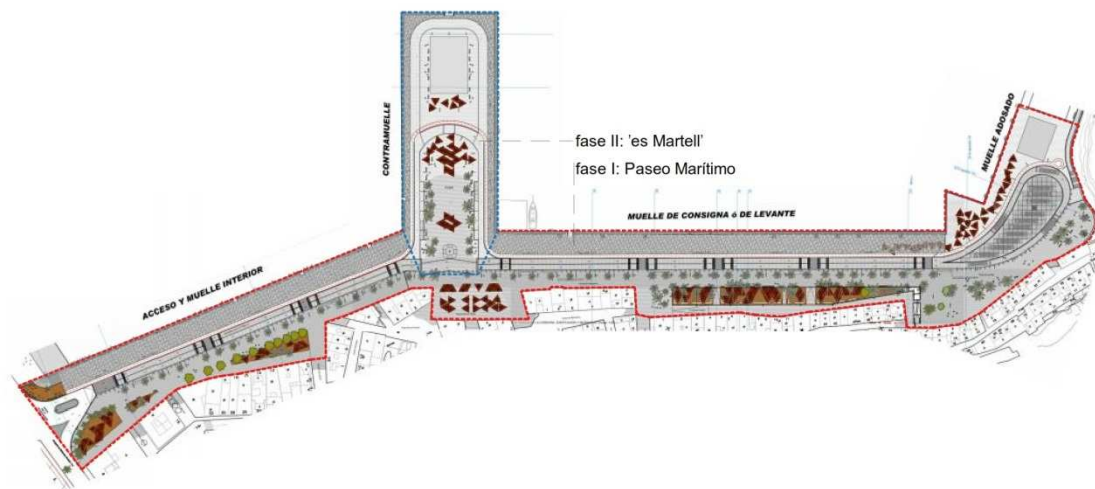 CONTRAMUELLE
MUELLE ADOSADO
fase II: 'es Martell'
fase I: Paseo Marítimo
MUELLE DE CONSIGNA ó DE LEVANTE
ACCESO Y MUELLE INTERIOR